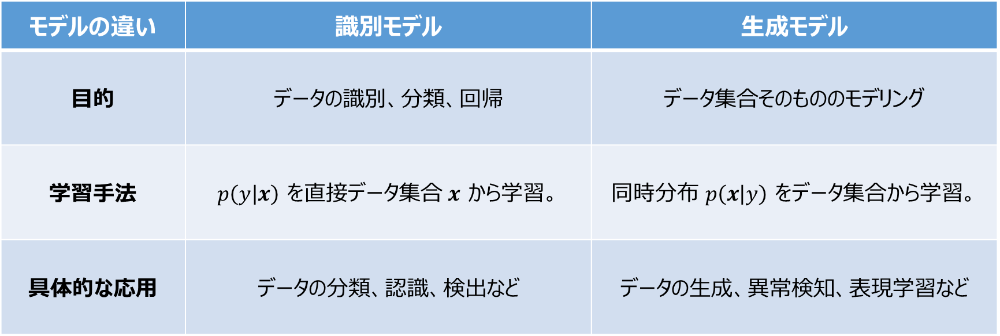 モデルの違い 識別モデル 生成モデル
目的 データの識別、分類、回帰 データ集合そのもののモデリング
学習手法 p(y|x) を直接データ集合 x から学習。 同時分布 p(x|y) をデータ集合から学習。
具体的な応用 データの分類、認識、検出など データの生成、異常検知、表現学習など